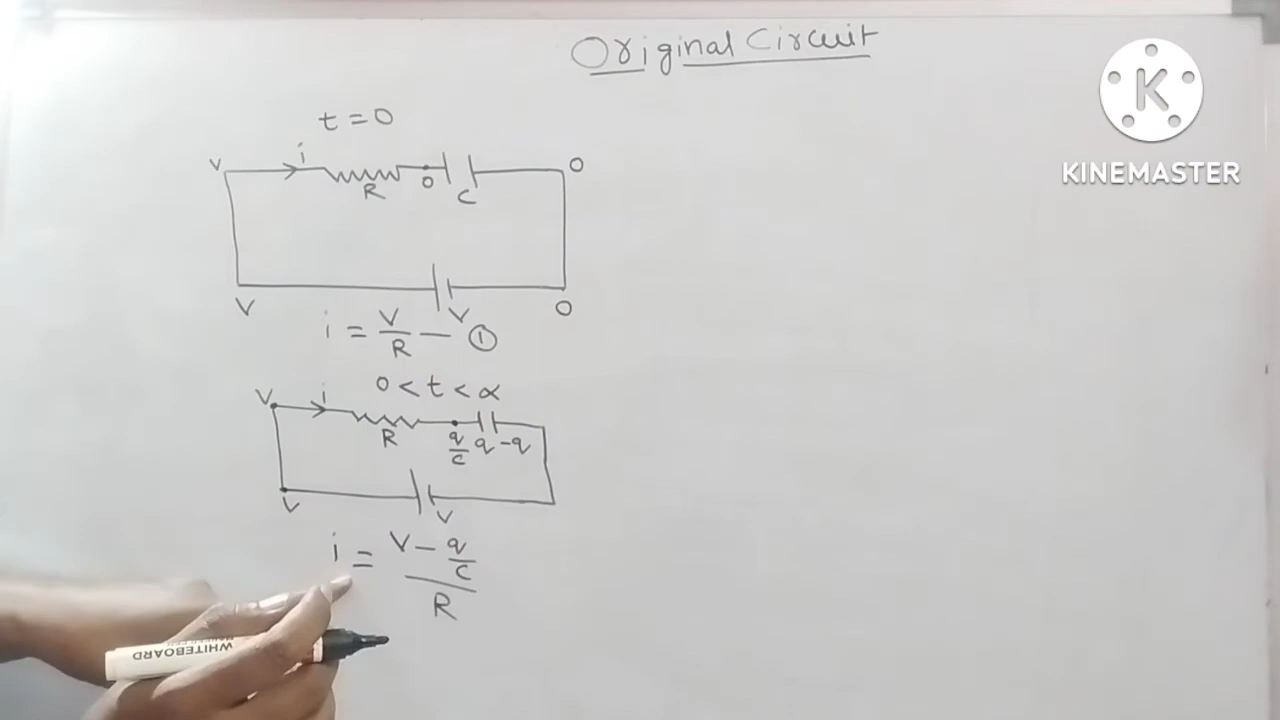 Original Circuit
K
KINEMASTER
t = 0
V i R 0 C 0
V V 0
i = V/R — ①
0 < t < α
V i R q/c q -q
V V
i = (V - q/c)/R
WHITEBOARD